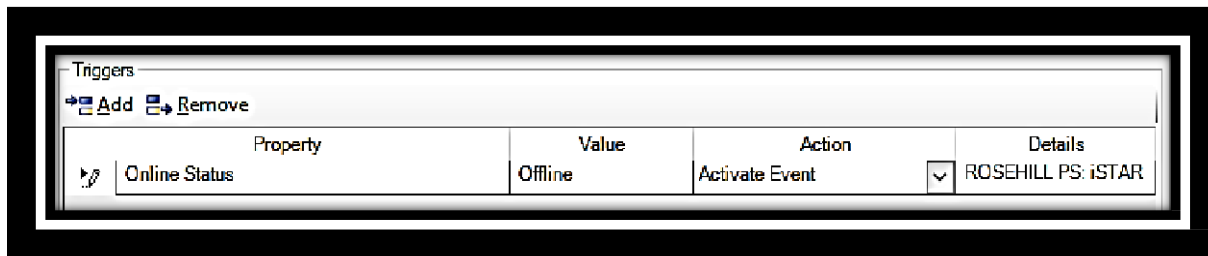 Triggers
Add Remove
Property Value Action Details
Online Status Offline Activate Event ROSEHILL PS: iSTAR